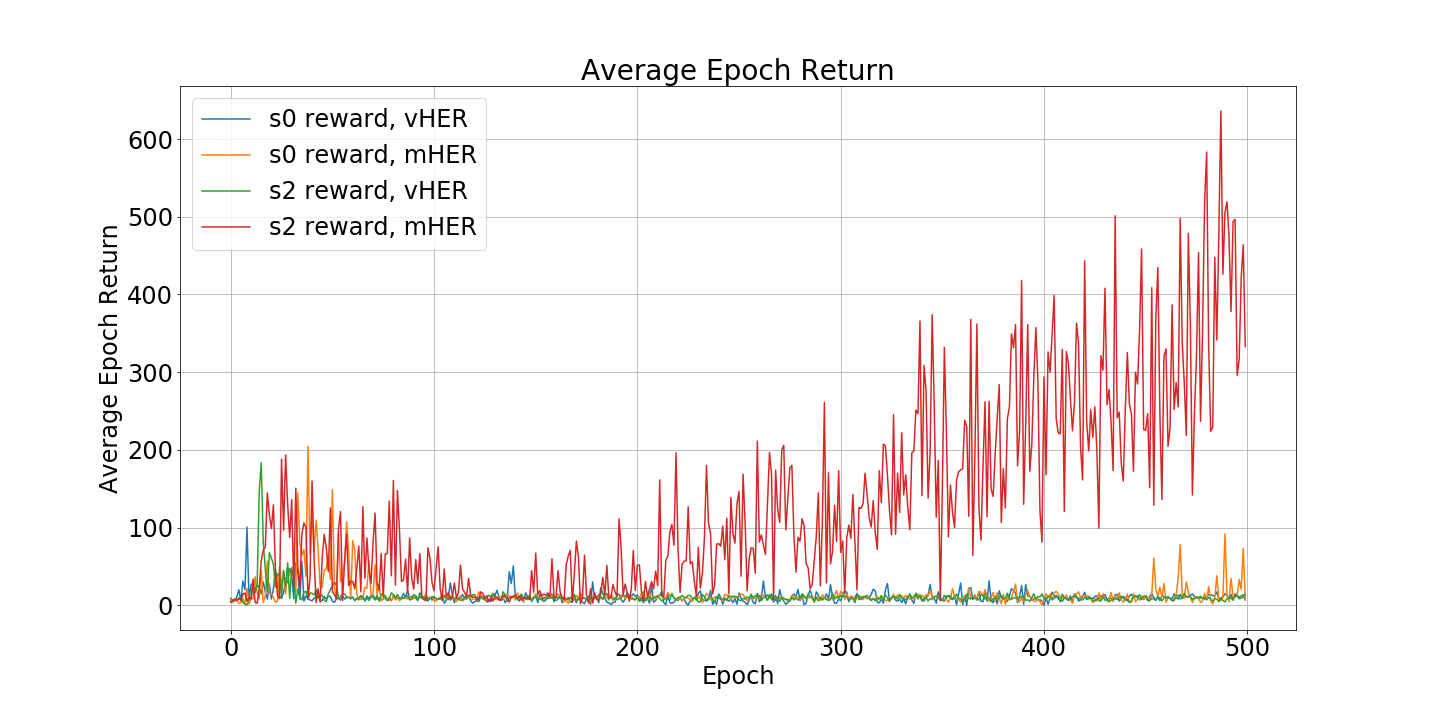 Average Epoch Return
s0 reward, vHER
s0 reward, mHER
s2 reward, vHER
s2 reward, mHER
Average Epoch Return
600
500
400
300
200
100
0
0 100 200 300 400 500
Epoch